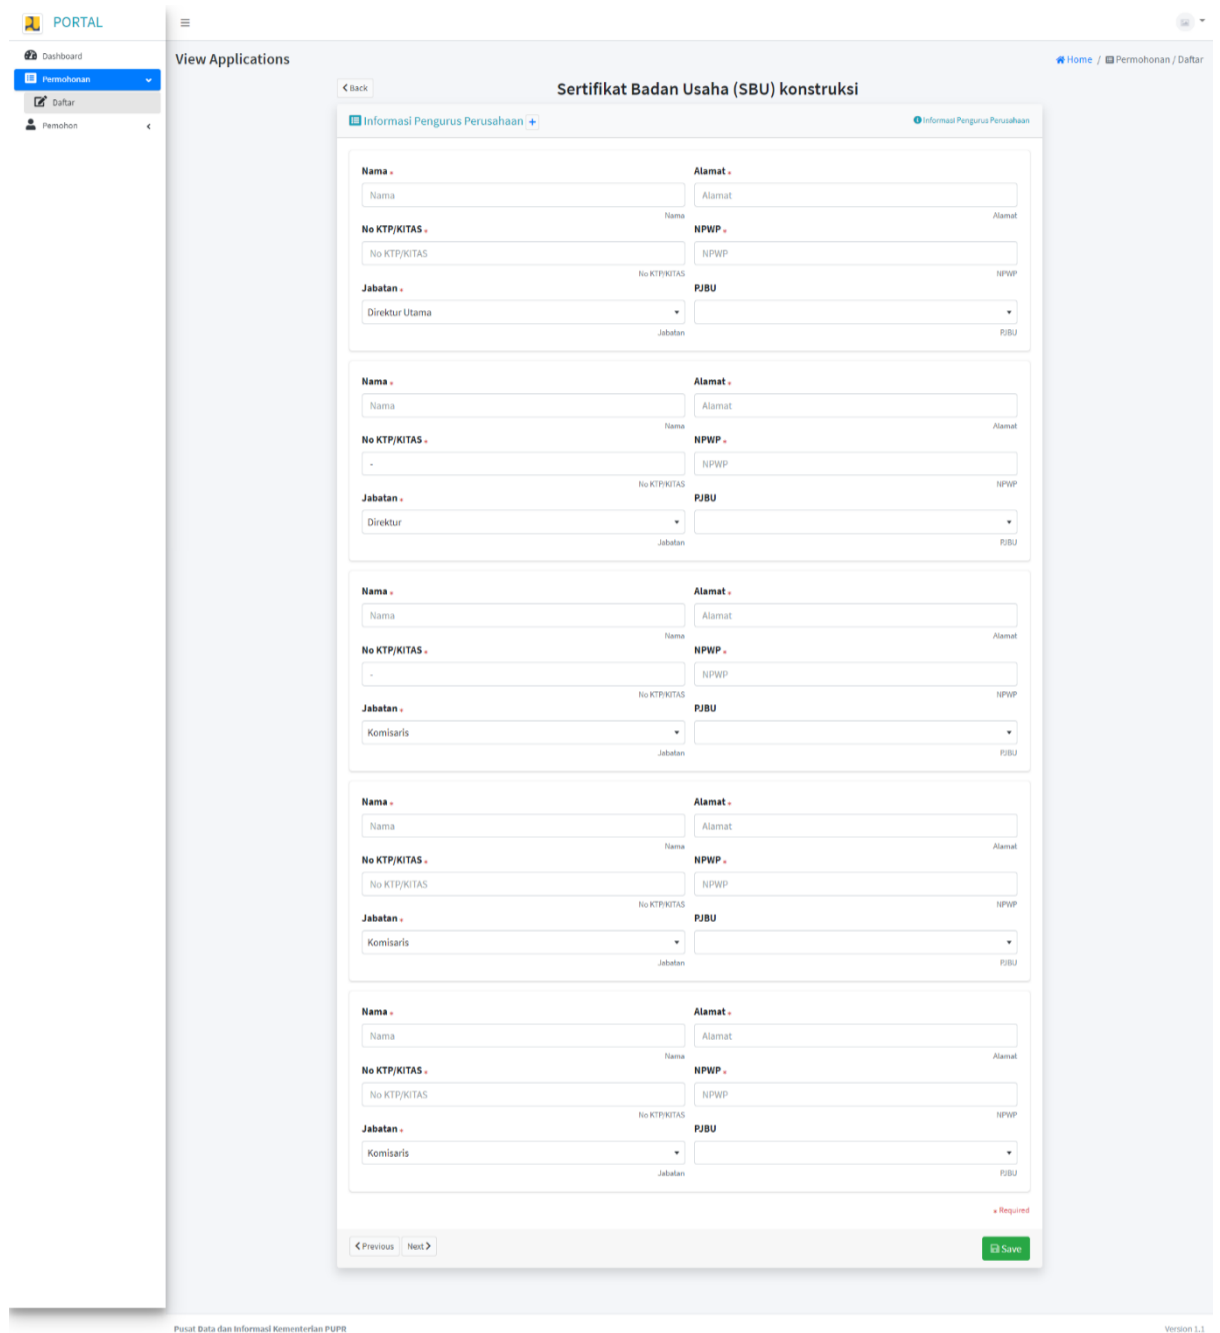 PORTAL
Dashboard
Permohonan
Daftar
Pemohon
View Applications
Home / Permohonan / Daftar
Back
Sertifikat Badan Usaha (SBU) konstruksi
Informasi Pengurus Perusahaan +
Informasi Pengurus Perusahaan
Nama * Alamat *
Nama Alamat
Nama Alamat
No KTP/KITAS * NPWP *
No KTP/KITAS NPWP
No KTP/KITAS NPWP
Jabatan * PJBU
Direktur Utama
Jabatan PJBU
Nama * Alamat *
Nama Alamat
Nama Alamat
No KTP/KITAS * NPWP *
- NPWP
No KTP/KITAS NPWP
Jabatan * PJBU
Direktur
Jabatan PJBU
Nama * Alamat *
Nama Alamat
Nama Alamat
No KTP/KITAS * NPWP *
- NPWP
No KTP/KITAS NPWP
Jabatan * PJBU
Komisaris
Jabatan PJBU
Nama * Alamat *
Nama Alamat
Nama Alamat
No KTP/KITAS * NPWP *
No KTP/KITAS NPWP
No KTP/KITAS NPWP
Jabatan * PJBU
Komisaris
Jabatan PJBU
Nama * Alamat *
Nama Alamat
Nama Alamat
No KTP/KITAS * NPWP *
No KTP/KITAS NPWP
No KTP/KITAS NPWP
Jabatan * PJBU
Komisaris
Jabatan PJBU
* Required
Previous Next
Save
Pusat Data dan Informasi Kementerian PUPR
Version 1.1